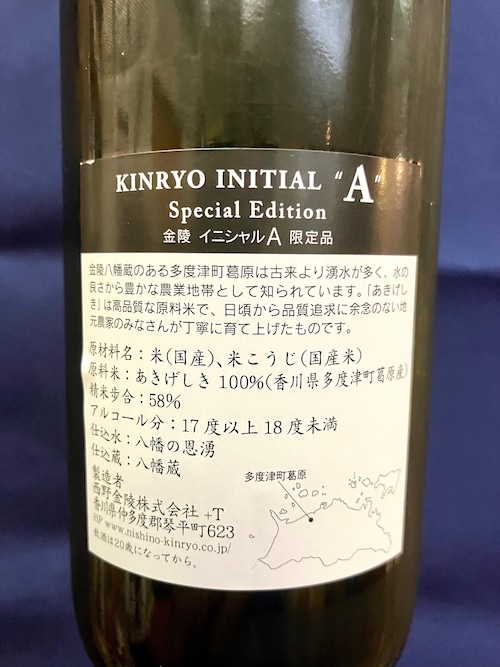 KINRYO INITIAL "A"
Special Edition
金陵 イニシャルA 限定品
金陵八幡蔵のある多度津町葛原は古来より湧水が多く、水の
良さから豊かな農業地帯として知られています。「あきげし
き」は高品質な原料米で、日頃から品質追求に余念のない地
元農家のみなさんが丁寧に育て上げたものです。
原材料名：米(国産)、米こうじ(国産米)
原料米：あきげしき 100%(香川県多度津町葛原産)
精米歩合：58%
アルコール分：17度以上18度未満
仕込水：八幡の恩湧
仕込蔵：八幡蔵
製造者
西野金陵株式会社 +T
香川県仲多度郡琴平町623
HP www.nishino-kinryo.co.jp/
飲酒は20歳になってから。
多度津町葛原